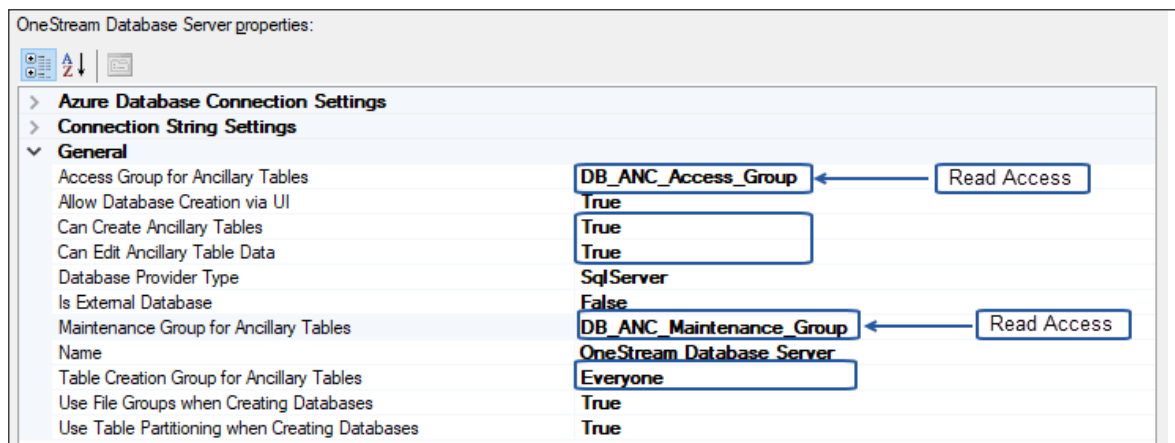 OneStream Database Server properties:
Azure Database Connection Settings
Connection String Settings
General
Access Group for Ancillary Tables DB_ANC_Access_Group Read Access
Allow Database Creation via UI True
Can Create Ancillary Tables True
Can Edit Ancillary Table Data True
Database Provider Type SqlServer
Is External Database False
Maintenance Group for Ancillary Tables DB_ANC_Maintenance_Group Read Access
Name OneStream Database Server
Table Creation Group for Ancillary Tables Everyone
Use File Groups when Creating Databases True
Use Table Partitioning when Creating Databases True